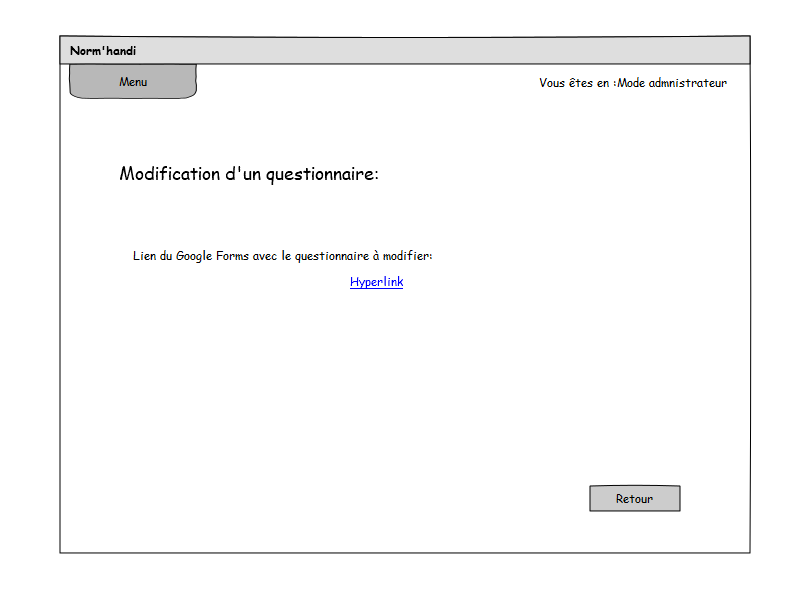 Norm'handi
Menu
Vous êtes en :Mode admnistrateur
Modification d'un questionnaire:
Lien du Google Forms avec le questionnaire à modifier:
Hyperlink
Retour